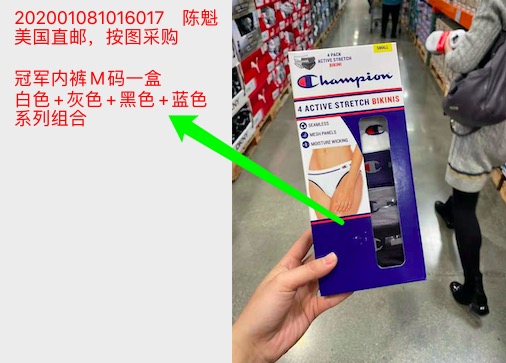 202001081016017 陈魁
美国直邮，按图采购
冠军内裤M码一盒
白色+灰色+黑色+蓝色
系列组合
4 PACK
ACTIVE STRETCH
BIKINI
SMALL
Champion
4 ACTIVE STRETCH BIKINIS
SEAMLESS
MESH PANELS
MOISTURE WICKING